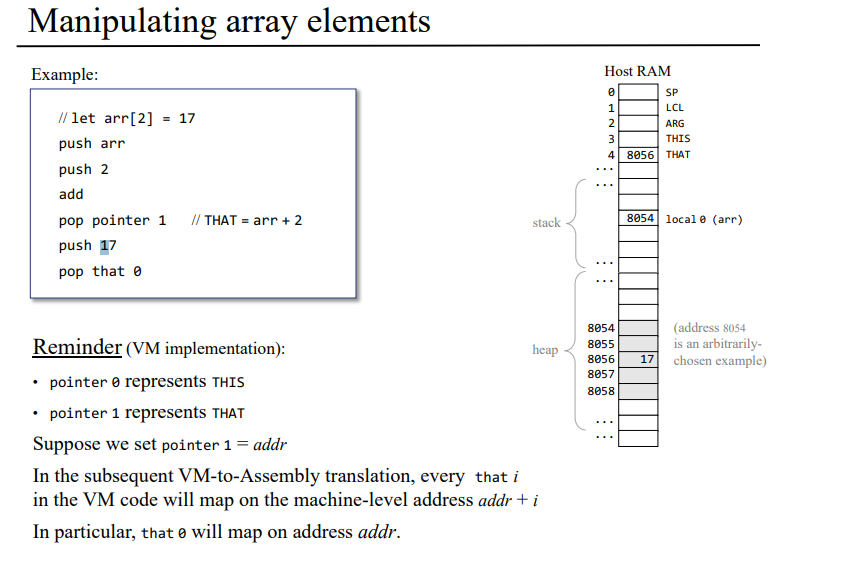 Manipulating array elements
Example:
// let arr[2] = 17
push arr
push 2
add
pop pointer 1 // THAT = arr + 2
push 17
pop that 0
Reminder (VM implementation):
• pointer 0 represents THIS
• pointer 1 represents THAT
Suppose we set pointer 1 = addr
In the subsequent VM-to-Assembly translation, every that i
in the VM code will map on the machine-level address addr + i
In particular, that 0 will map on address addr.
Host RAM
0 SP
1 LCL
2 ARG
3 THIS
4 8056 THAT
...
...
stack
8054 local 0 (arr)
...
...
heap
8054 (address 8054
8055 is an arbitrarily-
8056 17 chosen example)
8057
8058
...
...